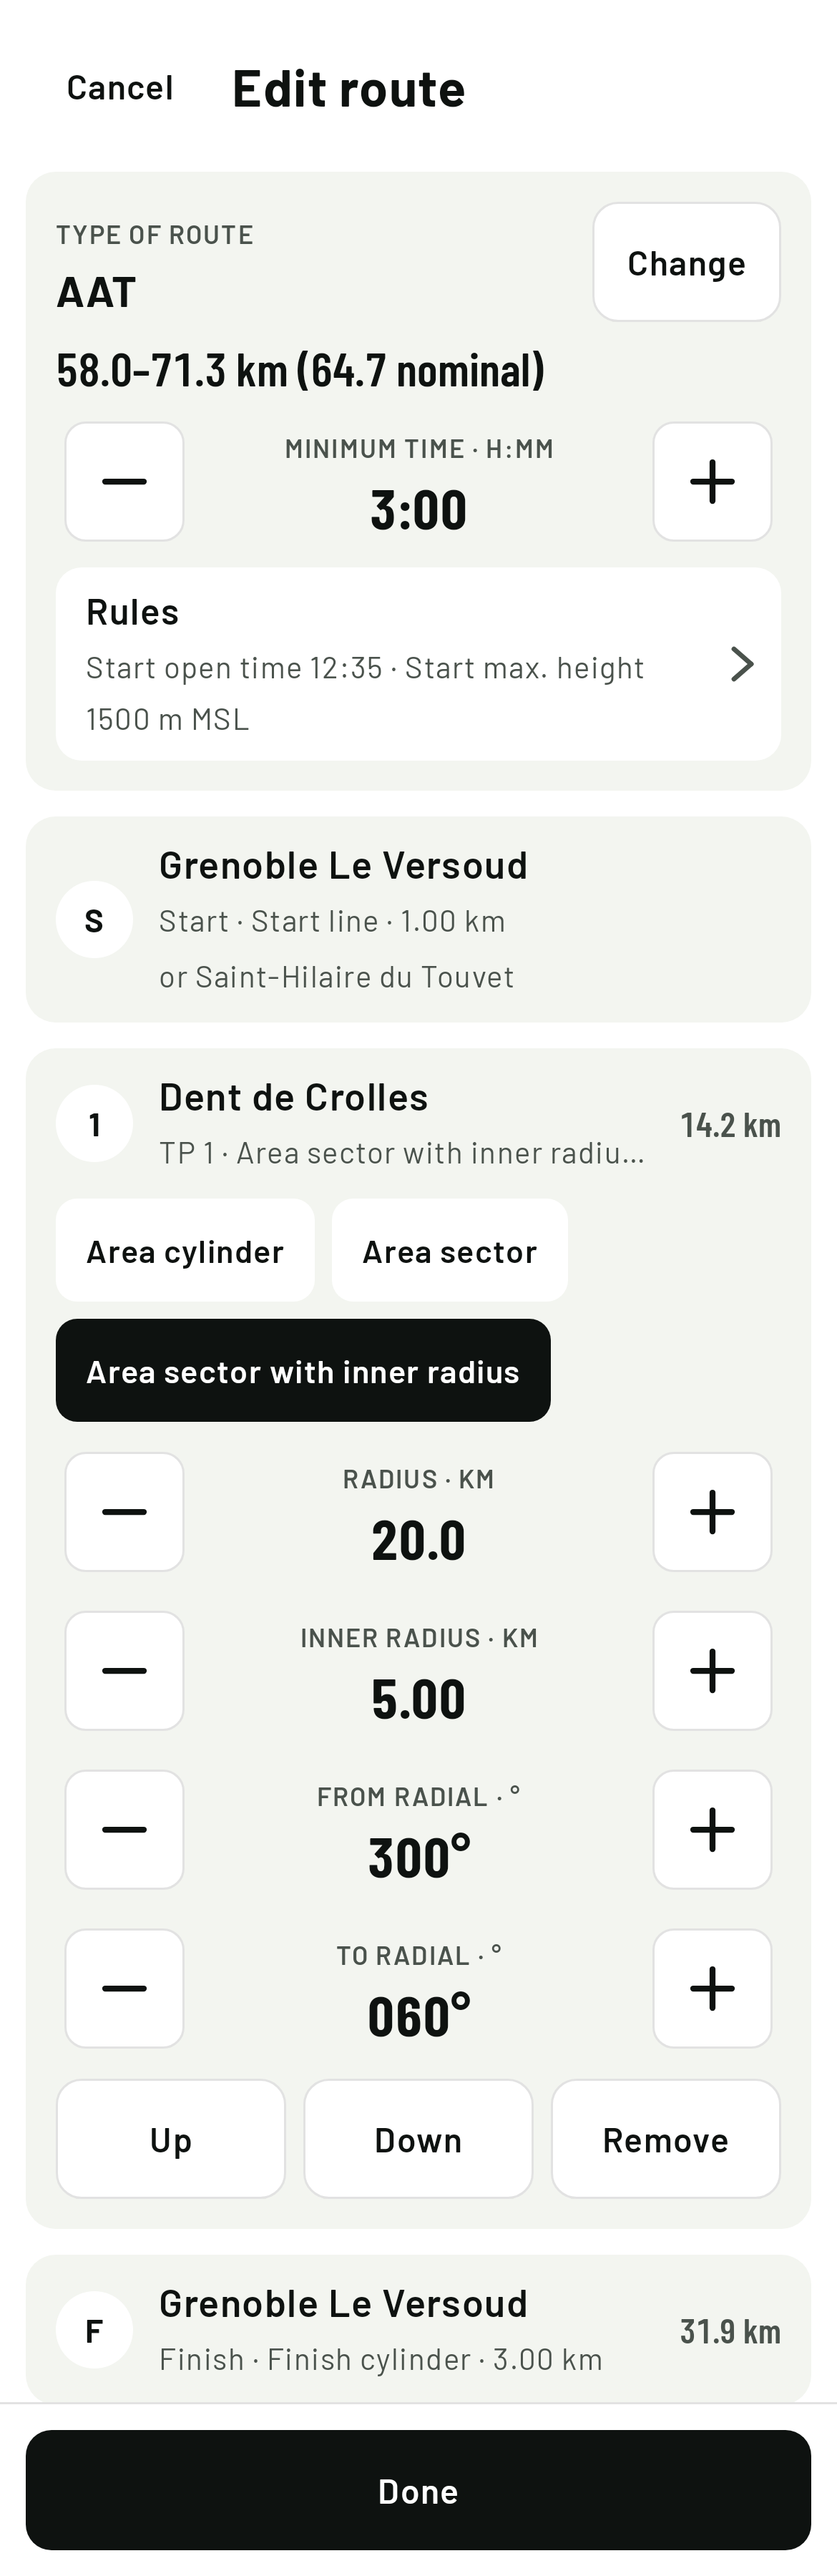 Cancel
Edit route
TYPE OF ROUTE
AAT
Change
58.0–71.3 km (64.7 nominal)
MINIMUM TIME · H:MM
3:00
Rules
Start open time 12:35 · Start max. height
1500 m MSL
S
Grenoble Le Versoud
Start · Start line · 1.00 km
or Saint-Hilaire du Touvet
1
Dent de Crolles
TP 1 · Area sector with inner radiu...
14.2 km
Area cylinder
Area sector
Area sector with inner radius
RADIUS · KM
20.0
INNER RADIUS · KM
5.00
FROM RADIAL · °
300°
TO RADIAL · °
060°
Up
Down
Remove
F
Grenoble Le Versoud
Finish · Finish cylinder · 3.00 km
31.9 km
Done